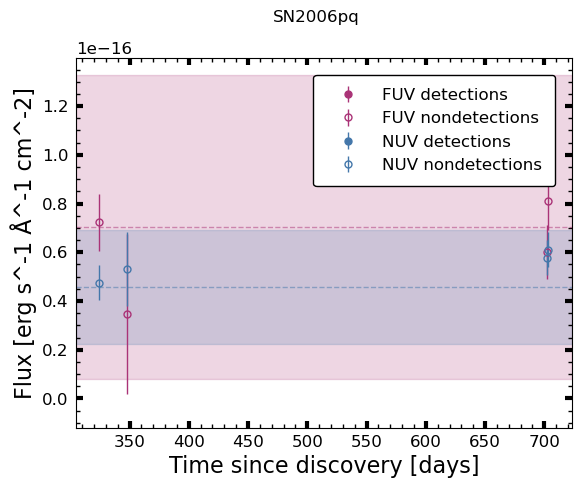 SN2006pq
1e−16
FUV detections
FUV nondetections
NUV detections
NUV nondetections
1.2
1.0
0.8
0.6
0.4
0.2
0.0
Flux [erg s^-1 Å^-1 cm^-2]
350 400 450 500 550 600 650 700
Time since discovery [days]